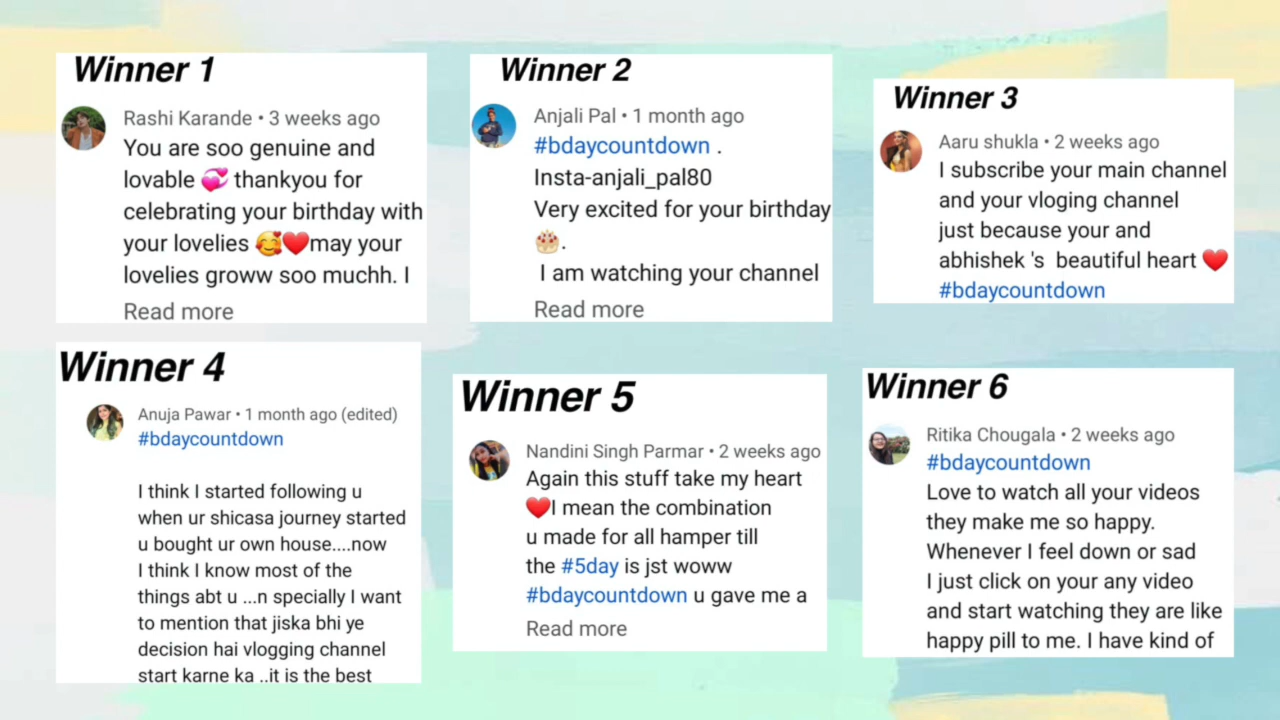 Winner 1
Rashi Karande • 3 weeks ago
You are soo genuine and
lovable 💞 thankyou for
celebrating your birthday with
your lovelies 🥰❤️may your
lovelies groww soo muchh. I
Read more
Winner 2
Anjali Pal • 1 month ago
#bdaycountdown .
Insta-anjali_pal80
Very excited for your birthday
🎂.
I am watching your channel
Read more
Winner 3
Aaru shukla • 2 weeks ago
I subscribe your main channel
and your vloging channel
just because your and
abhishek 's beautiful heart ❤️
#bdaycountdown
Winner 4
Anuja Pawar • 1 month ago (edited)
#bdaycountdown
I think I started following u
when ur shicasa journey started
u bought ur own house....now
I think I know most of the
things abt u ...n specially I want
to mention that jiska bhi ye
decision hai vlogging channel
start karne ka ..it is the best
Winner 5
Nandini Singh Parmar • 2 weeks ago
Again this stuff take my heart
❤️I mean the combination
u made for all hamper till
the #5day is jst woww
#bdaycountdown u gave me a
Read more
Winner 6
Ritika Chougala • 2 weeks ago
#bdaycountdown
Love to watch all your videos
they make me so happy.
Whenever I feel down or sad
I just click on your any video
and start watching they are like
happy pill to me. I have kind of